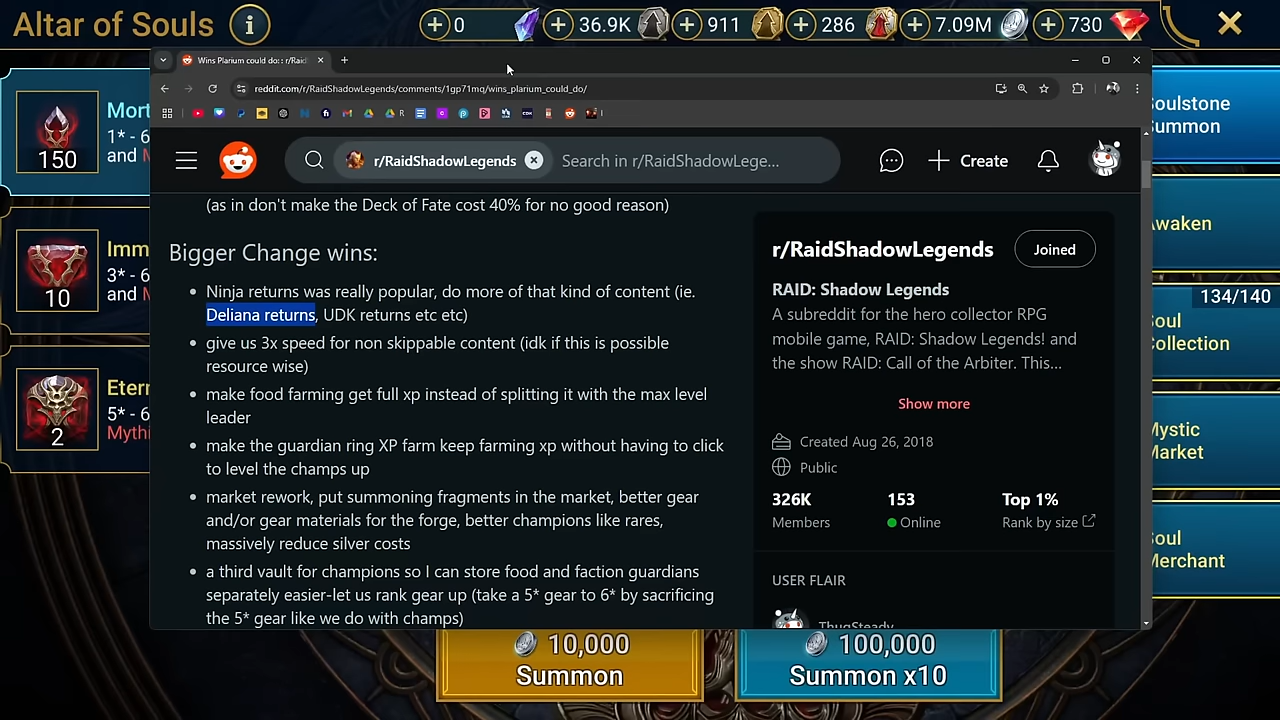 Altar of Souls
i
0
36.9K
911
286
7.09M
730
Wins Plarium could do: : r/Raid
reddit.com/r/RaidShadowLegends/comments/1gp71mq/wins_plarium_could_do/
r/RaidShadowLegends
Search in r/RaidShadowLege...
Create
(as in don't make the Deck of Fate cost 40% for no good reason)
Bigger Change wins:
Ninja returns was really popular, do more of that kind of content (ie.
Deliana returns, UDK returns etc etc)
give us 3x speed for non skippable content (idk if this is possible
resource wise)
make food farming get full xp instead of splitting it with the max level
leader
make the guardian ring XP farm keep farming xp without having to click
to level the champs up
market rework, put summoning fragments in the market, better gear
and/or gear materials for the forge, better champions like rares,
massively reduce silver costs
a third vault for champions so I can store food and faction guardians
separately easier-let us rank gear up (take a 5* gear to 6* by sacrificing
the 5* gear like we do with champs)
r/RaidShadowLegends
Joined
RAID: Shadow Legends
A subreddit for the hero collector RPG
mobile game, RAID: Shadow Legends! and
the show RAID: Call of the Arbiter. This...
Show more
Created Aug 26, 2018
Public
326K
Members
153
Online
Top 1%
Rank by size
USER FLAIR
ThugSteady
150
Mort
1* - 6
and M
10
Imm
3* - 6
and M
2
Etern
5* - 6
Mythi
Soulstone
Summon
Awaken
134/140
Soul
Collection
Mystic
Market
Soul
Merchant
10,000
Summon
100,000
Summon x10